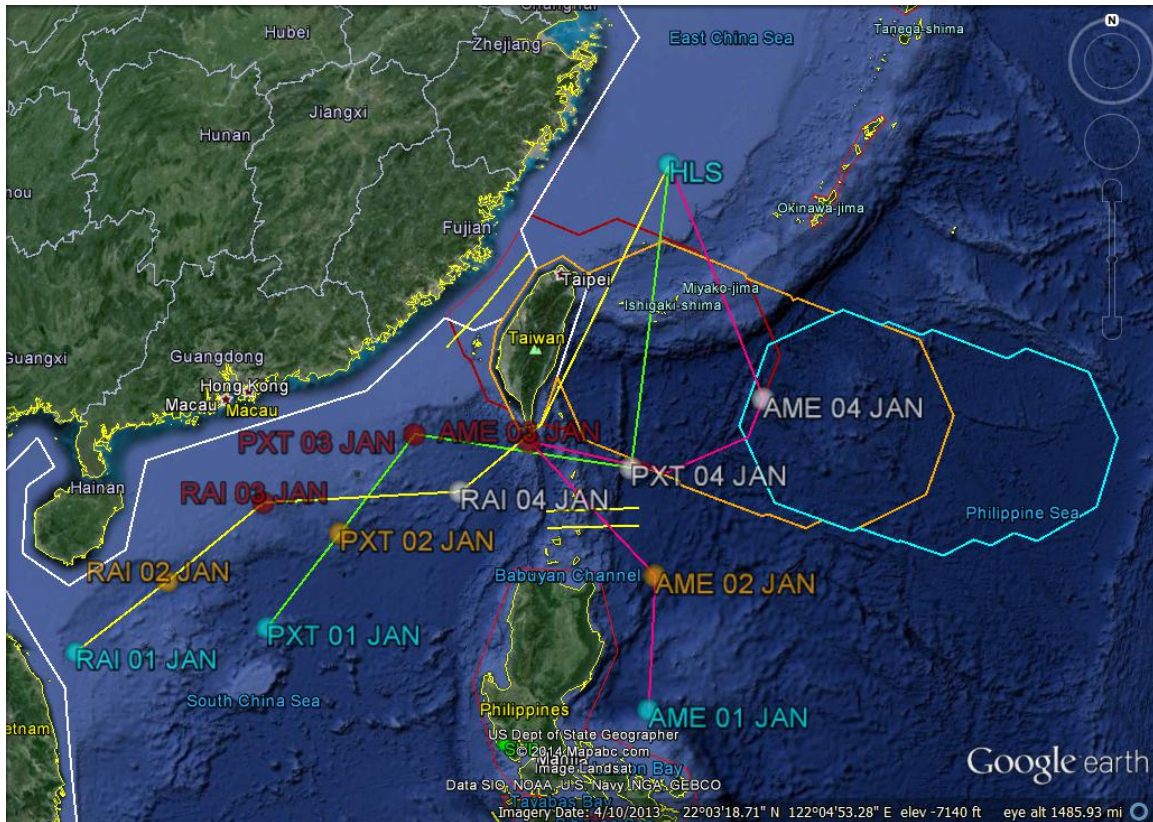 Shanghai
Hubei
Zhejiang
East China Sea
Tanega-shima
N
Jiangxi
Hunan
hou
HLS
Okinawa-jima
Fujian
Taipei
Miyako-jima
Ishigaki-shima
Taiwan
Guangxi
Guangdong
Hong Kong
Macau
Macau
AME 04 JAN
PXT 03 JAN
AME 03 JAN
PXT 04 JAN
Hainan
RAI 03 JAN
RAI 04 JAN
Philippine Sea
PXT 02 JAN
RAI 02 JAN
Babuyan Channel
AME 02 JAN
PXT 01 JAN
RAI 01 JAN
South China Sea
Philippines
AME 01 JAN
etnam
US Dept of State Geographer
© 2014 Mapabc.com
Manila
Image Landsat
Bay
Data SIO, NOAA, U.S. Navy, NGA, GEBCO
Tayabas Bay
Google earth
Imagery Date: 4/10/2013 22°03'18.71" N 122°04'53.28" E elev -7140 ft eye alt 1485.93 mi